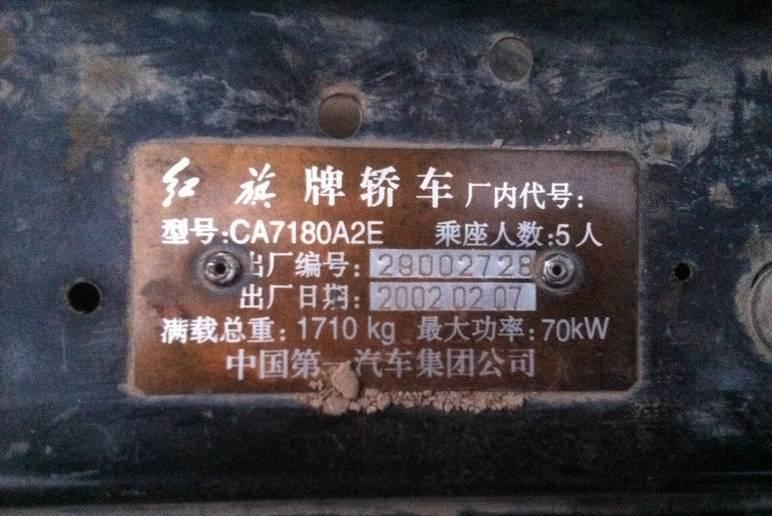 红旗牌轿车厂内代号:
型号:CA7180A2E 乘座人数:5人
出厂编号: 29002728
出厂日期: 2002 02 07
满载总重: 1710 kg 最大功率: 70kW
中国第一汽车集团公司